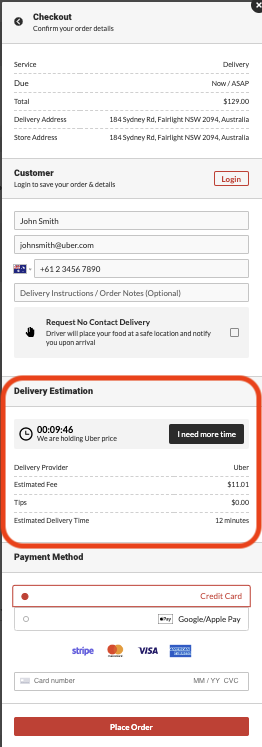 Checkout
Confirm your order details
Service Delivery
Due Now / ASAP
Total $129.00
Delivery Address 184 Sydney Rd, Fairlight NSW 2094, Australia
Store Address 184 Sydney Rd, Fairlight NSW 2094, Australia
Customer
Login to save your order & details
Login
John Smith
johnsmith@uber.com
+61 2 3456 7890
Delivery Instructions / Order Notes (Optional)
Request No Contact Delivery
Driver will place your food at a safe location and notify
you upon arrival
Delivery Estimation
00:09:46
We are holding Uber price
I need more time
Delivery Provider Uber
Estimated Fee $11.01
Tips $0.00
Estimated Delivery Time 12 minutes
Payment Method
Credit Card
Pay Google/Apple Pay
stripe VISA
Card number MM / YY CVC
Place Order